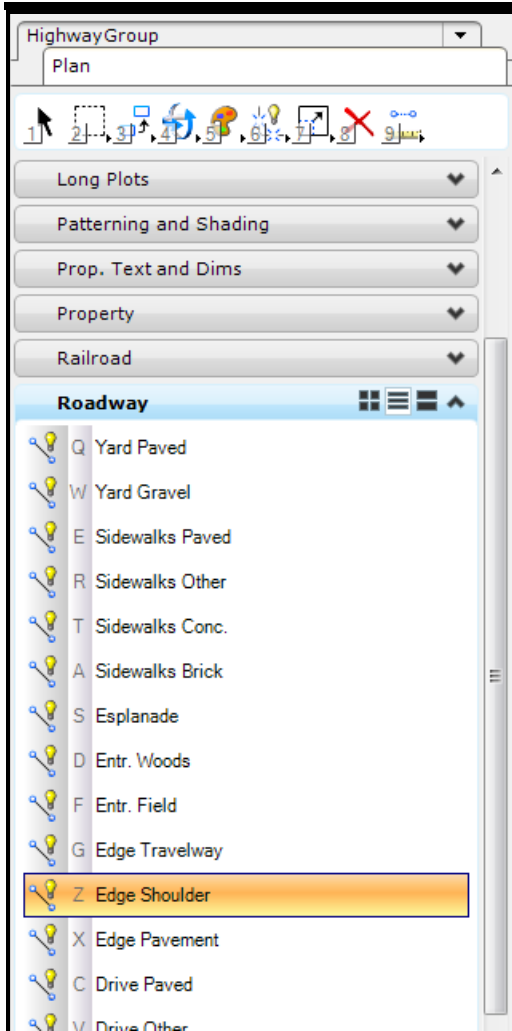 HighwayGroup
Plan
1 2 3 4 5 6 7 8 9
Long Plots
Patterning and Shading
Prop. Text and Dims
Property
Railroad
Roadway
Q Yard Paved
W Yard Gravel
E Sidewalks Paved
R Sidewalks Other
T Sidewalks Conc.
A Sidewalks Brick
S Esplanade
D Entr. Woods
F Entr. Field
G Edge Travelway
Z Edge Shoulder
X Edge Pavement
C Drive Paved
V Drive Other